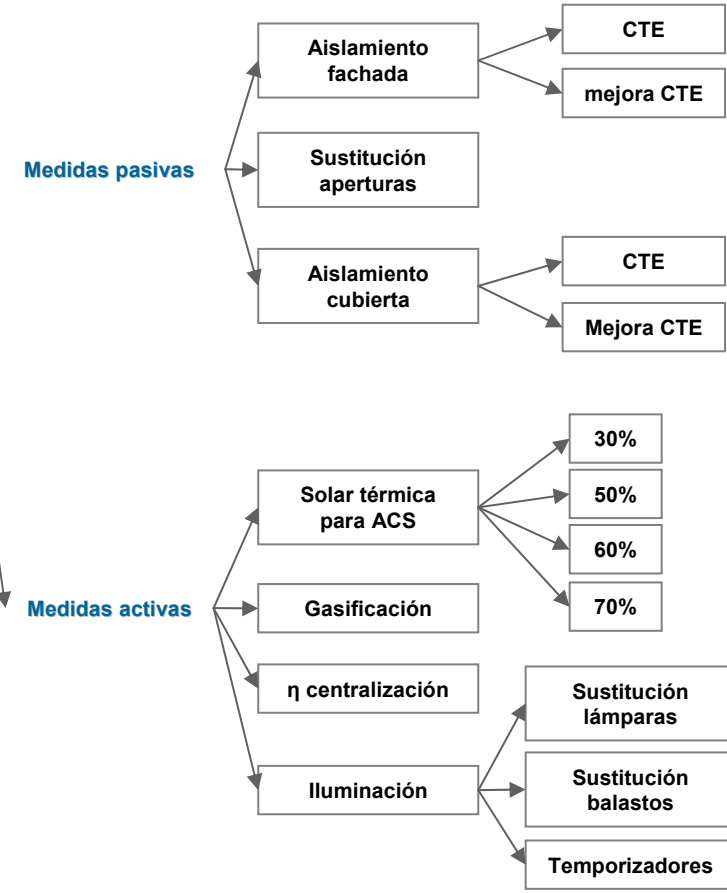 Medidas pasivas
Aislamiento
fachada
CTE
mejora CTE
Sustitución
aperturas
Aislamiento
cubierta
CTE
Mejora CTE
Medidas activas
Solar térmica
para ACS
30%
50%
60%
70%
Gasificación
η centralización
Iluminación
Sustitución
lámparas
Sustitución
balastos
Temporizadores